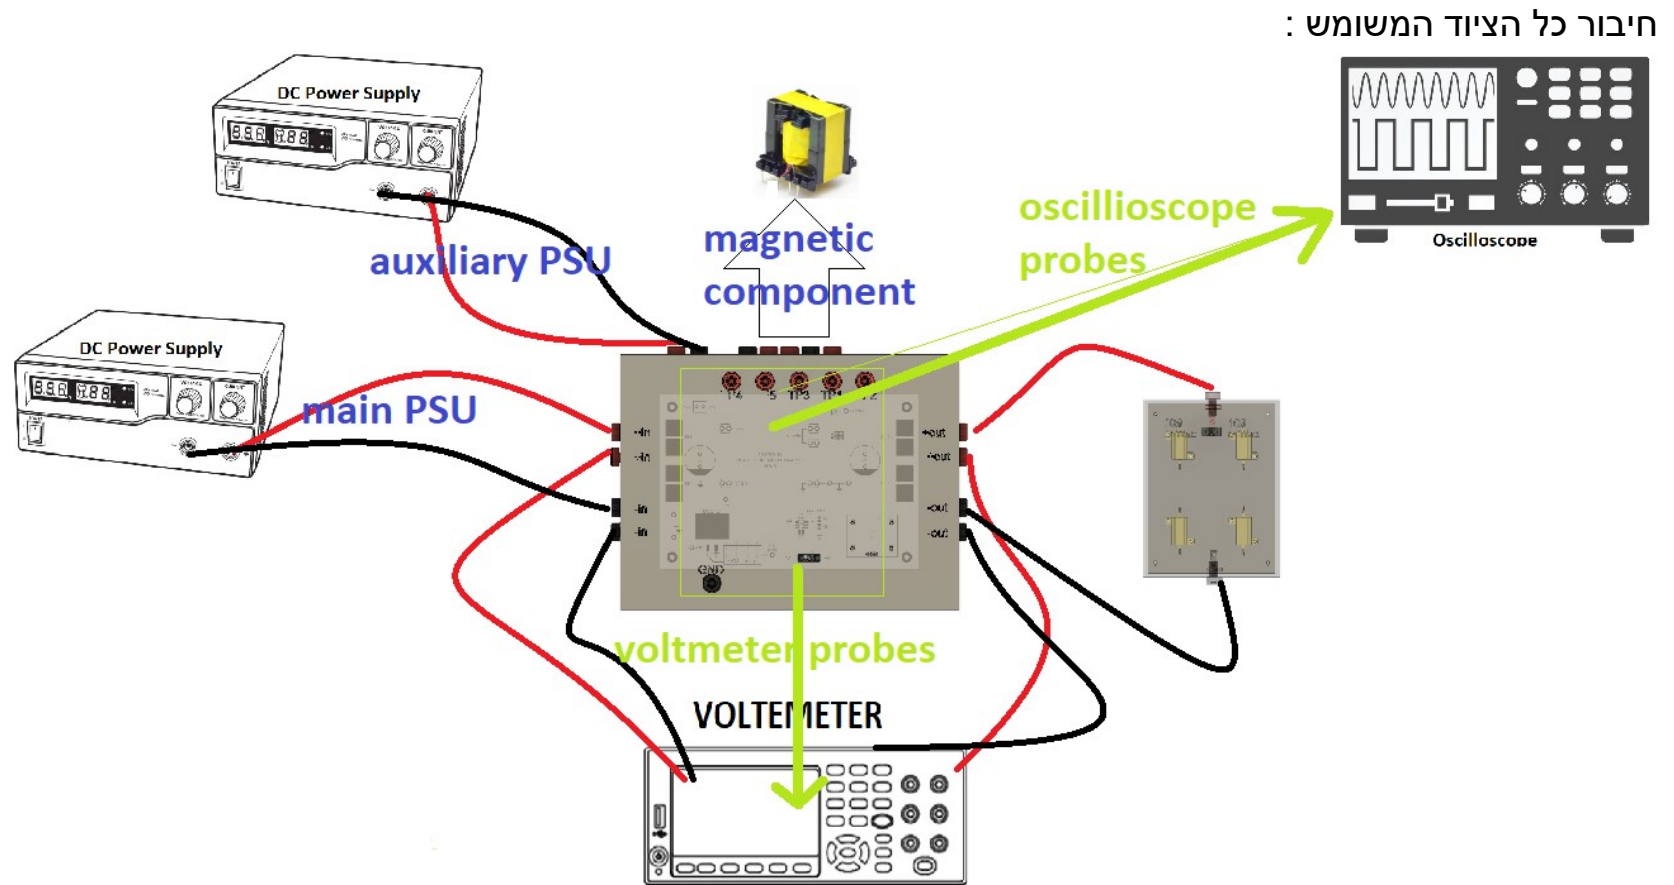 חיבור כל הציוד המשומש :
DC Power Supply
auxiliary PSU
magnetic
component
oscillioscope
probes
Oscilloscope
DC Power Supply
main PSU
TP3
+in
+in
-in
-in
+out
+out
-out
-out
GND
voltmeter probes
VOLTEMETER